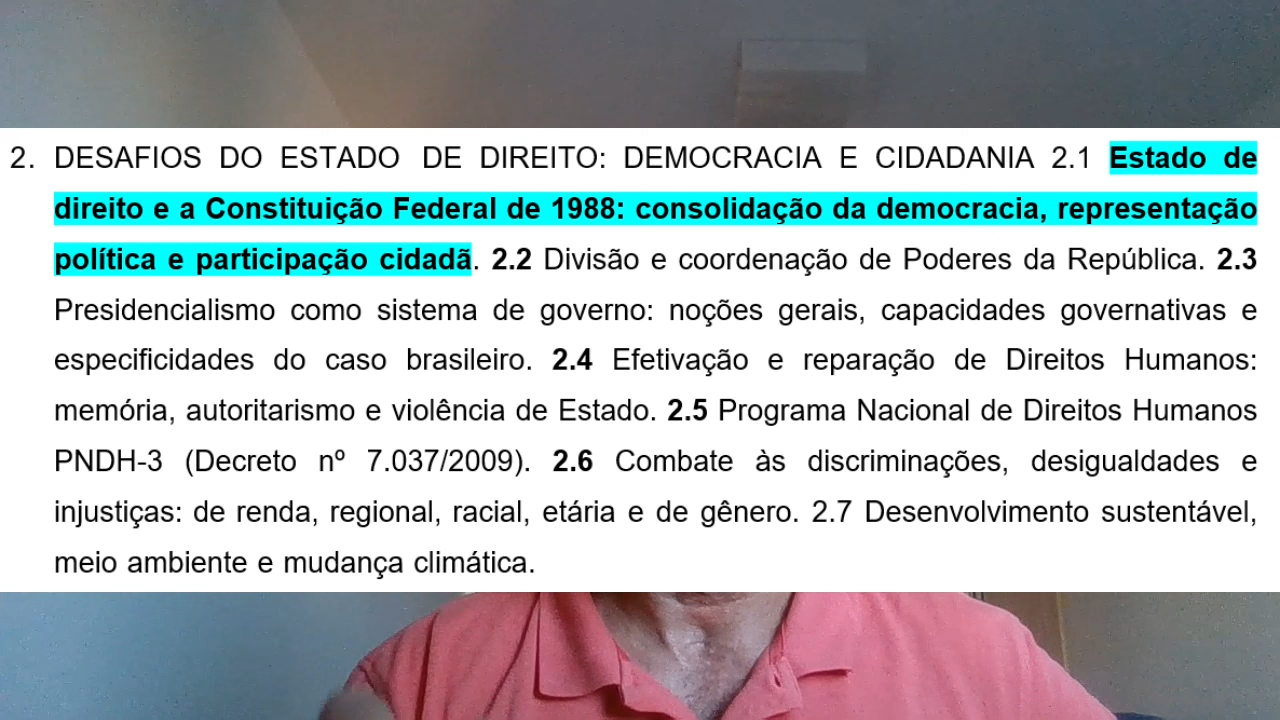 2. DESAFIOS DO ESTADO DE DIREITO: DEMOCRACIA E CIDADANIA 2.1 Estado de
direito e a Constituição Federal de 1988: consolidação da democracia, representação
política e participação cidadã. 2.2 Divisão e coordenação de Poderes da República. 2.3
Presidencialismo como sistema de governo: noções gerais, capacidades governativas e
especificidades do caso brasileiro. 2.4 Efetivação e reparação de Direitos Humanos:
memória, autoritarismo e violência de Estado. 2.5 Programa Nacional de Direitos Humanos
PNDH-3 (Decreto nº 7.037/2009). 2.6 Combate às discriminações, desigualdades e
injustiças: de renda, regional, racial, etária e de gênero. 2.7 Desenvolvimento sustentável,
meio ambiente e mudança climática.